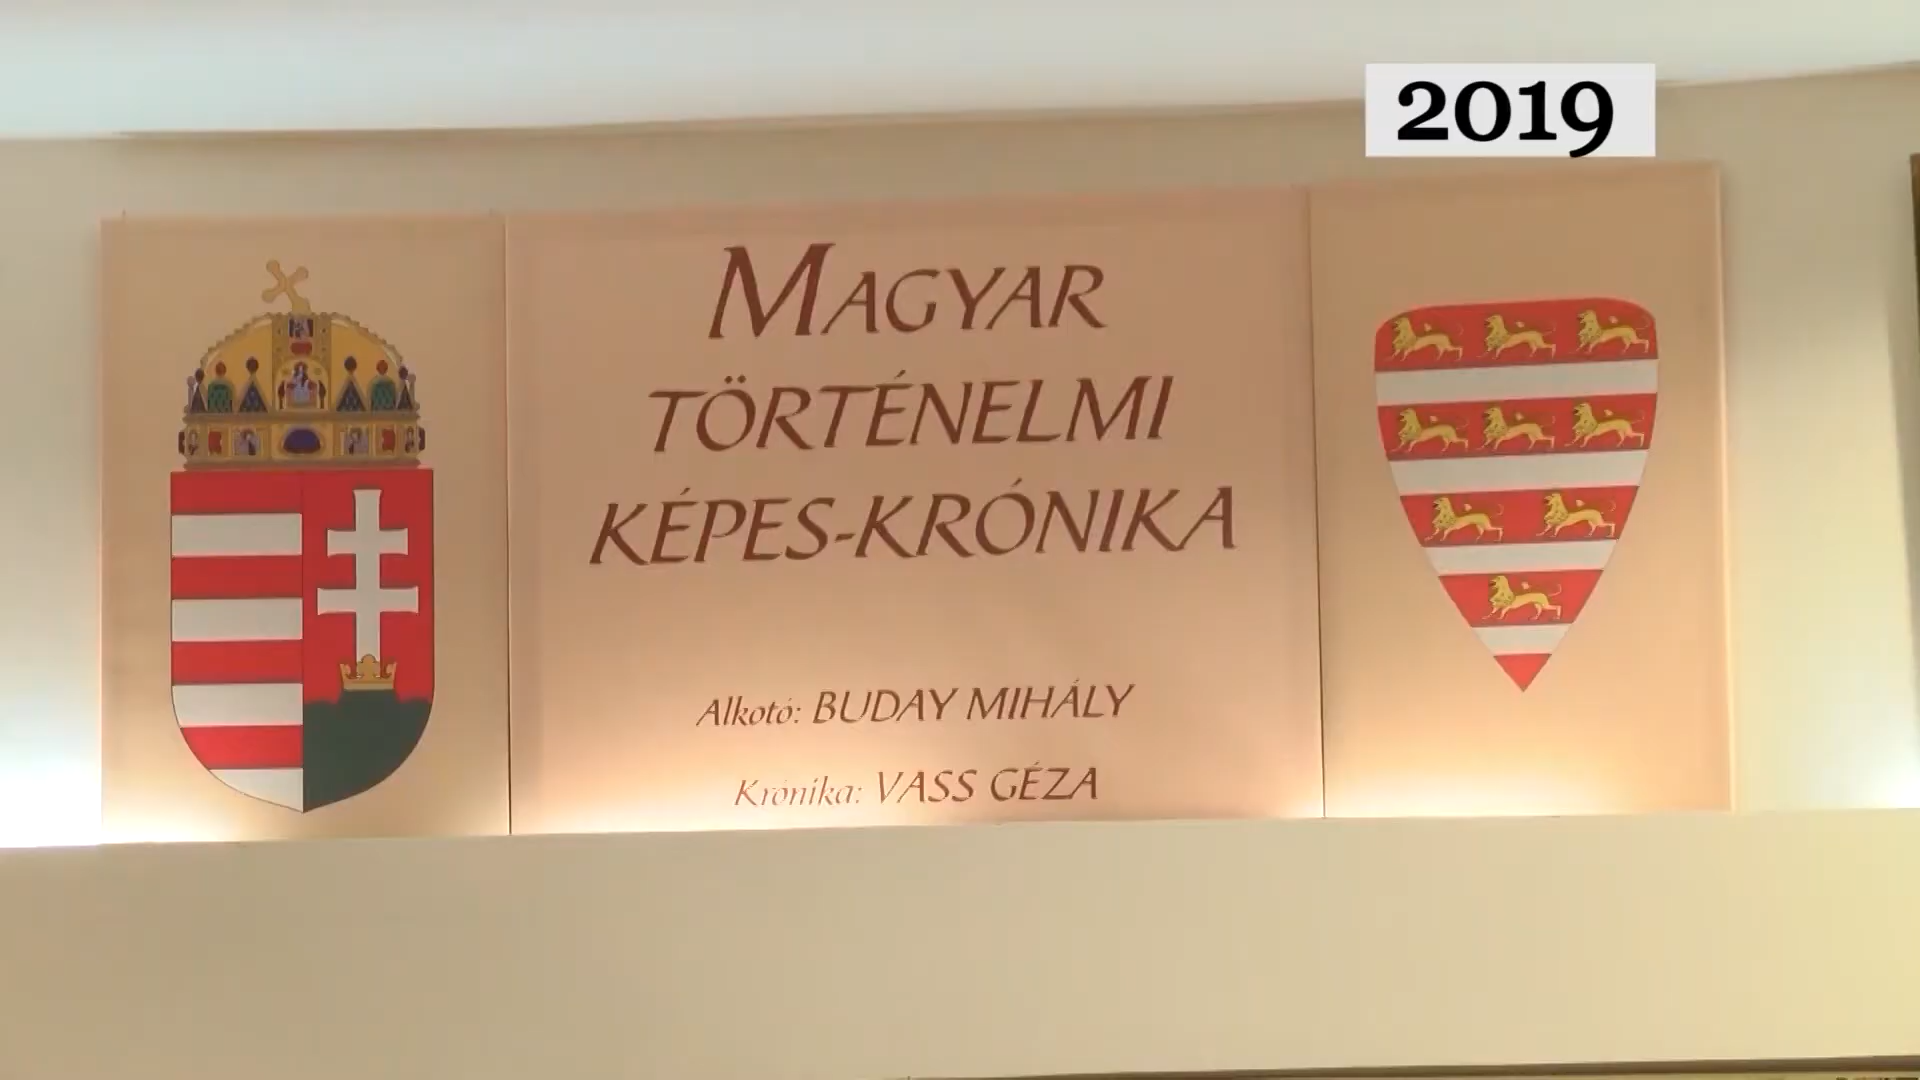 2019
MAGYAR
TÖRTÉNELMI
KÉPES-KRÓNIKA
Alkotó: BUDAY MIHÁLY
Krónika: VASS GÉZA